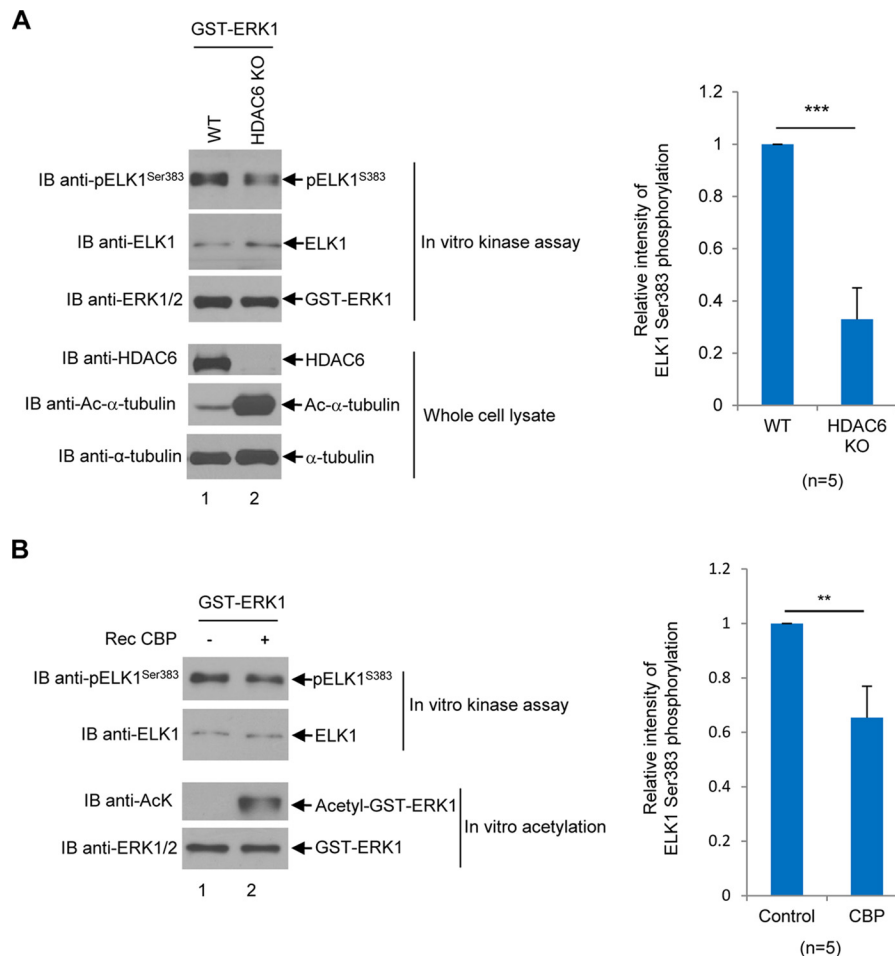 A
GST-ERK1
WT
HDAC6 KO
IB anti-pELK1Ser383
pELK1S383
IB anti-ELK1
ELK1
IB anti-ERK1/2
GST-ERK1
In vitro kinase assay
IB anti-HDAC6
HDAC6
IB anti-Ac-α-tubulin
Ac-α-tubulin
IB anti-α-tubulin
α-tubulin
Whole cell lysate
1 2
Relative intensity of
ELK1 Ser383 phosphorylation
1.2
1
0.8
0.6
0.4
0.2
0
***
WT
HDAC6
KO
(n=5)
B
GST-ERK1
Rec CBP - +
IB anti-pELK1Ser383
pELK1S383
IB anti-ELK1
ELK1
In vitro kinase assay
IB anti-AcK
Acetyl-GST-ERK1
IB anti-ERK1/2
GST-ERK1
In vitro acetylation
1 2
Relative intensity of
ELK1 Ser383 phosphorylation
1.2
1
0.8
0.6
0.4
0.2
0
**
Control
CBP
(n=5)